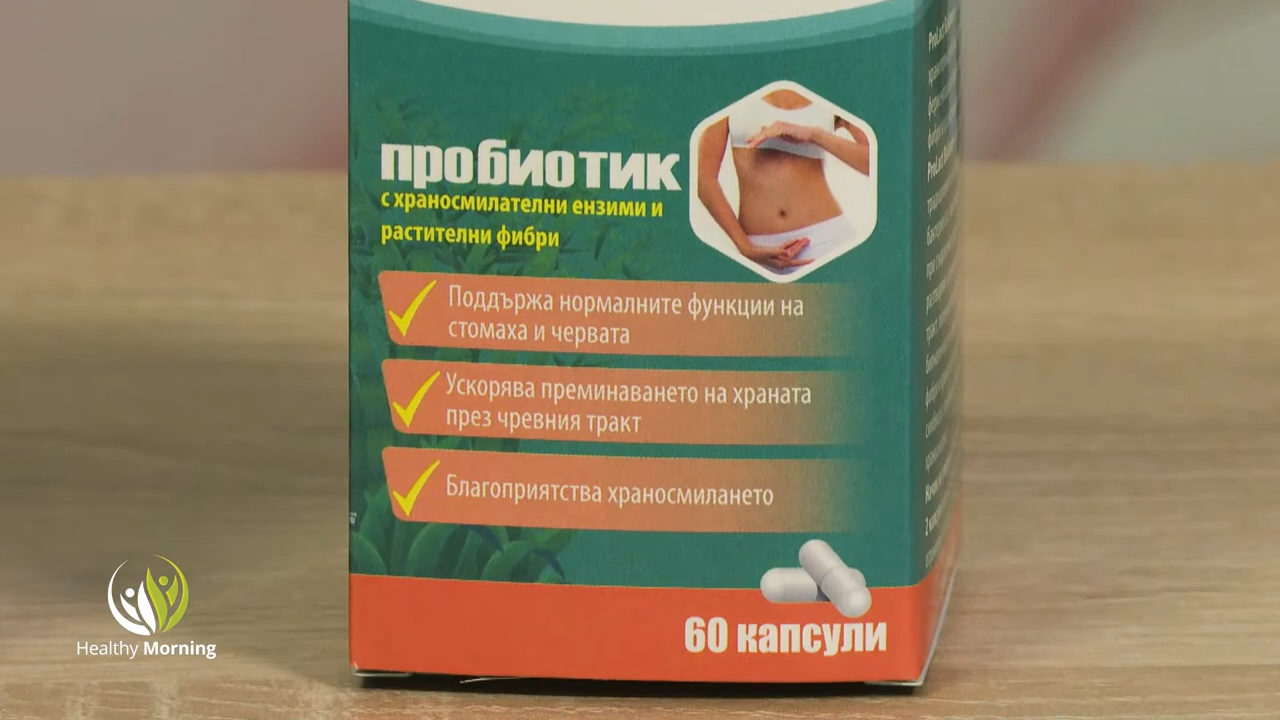 пробиотик
с храносмилателни ензими и
растителни фибри
Поддържа нормалните функции на
стомаха и червата
Ускорява преминаването на храната
през чревния тракт
Благоприятства храносмилането
60 капсули
Healthy Morning